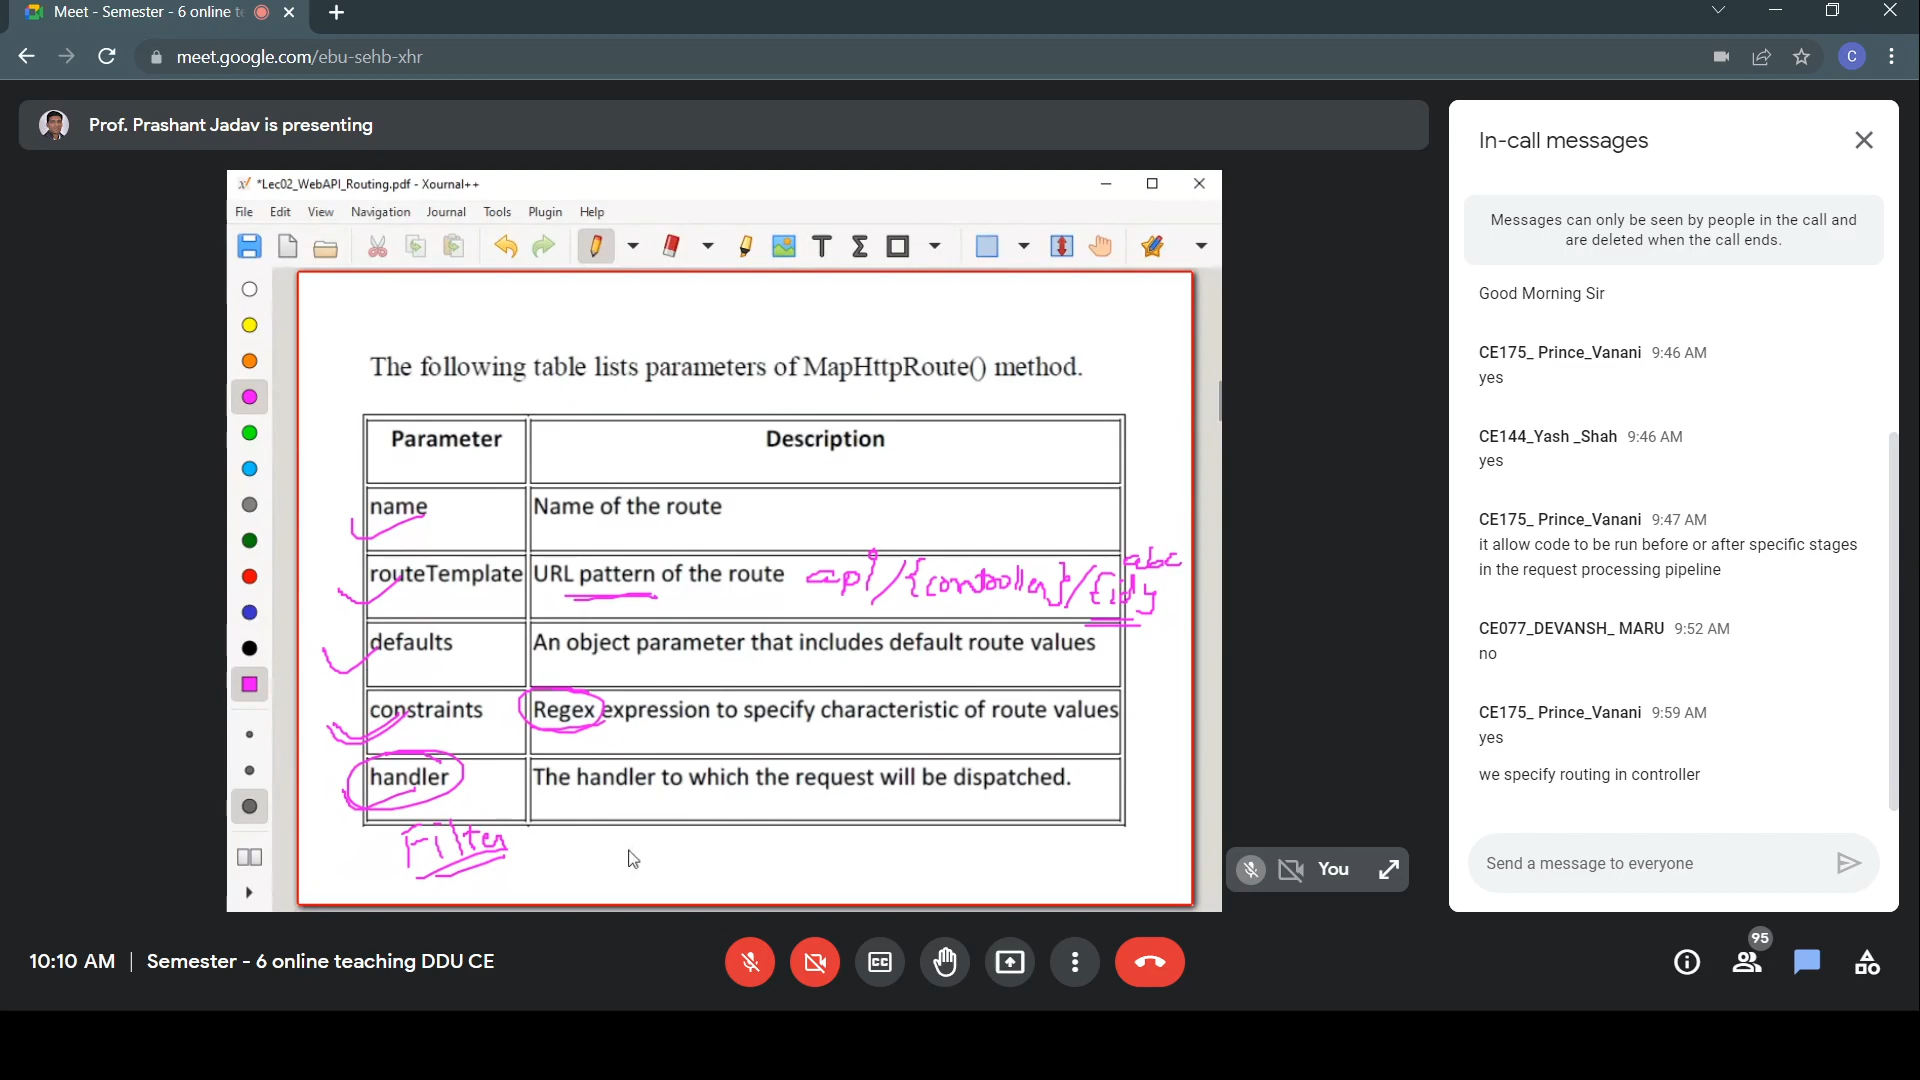 Meet - Semester - 6 online te
meet.google.com/ebu-sehb-xhr
C
Prof. Prashant Jadav is presenting
*Lec02_WebAPI_Routing.pdf - Xournal++
File Edit View Navigation Journal Tools Plugin Help
The following table lists parameters of MapHttpRoute() method.
Parameter Description
name Name of the route
routeTemplate URL pattern of the route api/{controller}/{id} abc
defaults An object parameter that includes default route values
constraints Regex expression to specify characteristic of route values
handler The handler to which the request will be dispatched.
Filter
You
In-call messages
Messages can only be seen by people in the call and
are deleted when the call ends.
Good Morning Sir
CE175_ Prince_Vanani 9:46 AM
yes
CE144_Yash _Shah 9:46 AM
yes
CE175_ Prince_Vanani 9:47 AM
it allow code to be run before or after specific stages
in the request processing pipeline
CE077_DEVANSH_ MARU 9:52 AM
no
CE175_ Prince_Vanani 9:59 AM
yes
we specify routing in controller
Send a message to everyone
10:10 AM | Semester - 6 online teaching DDU CE
CC
95